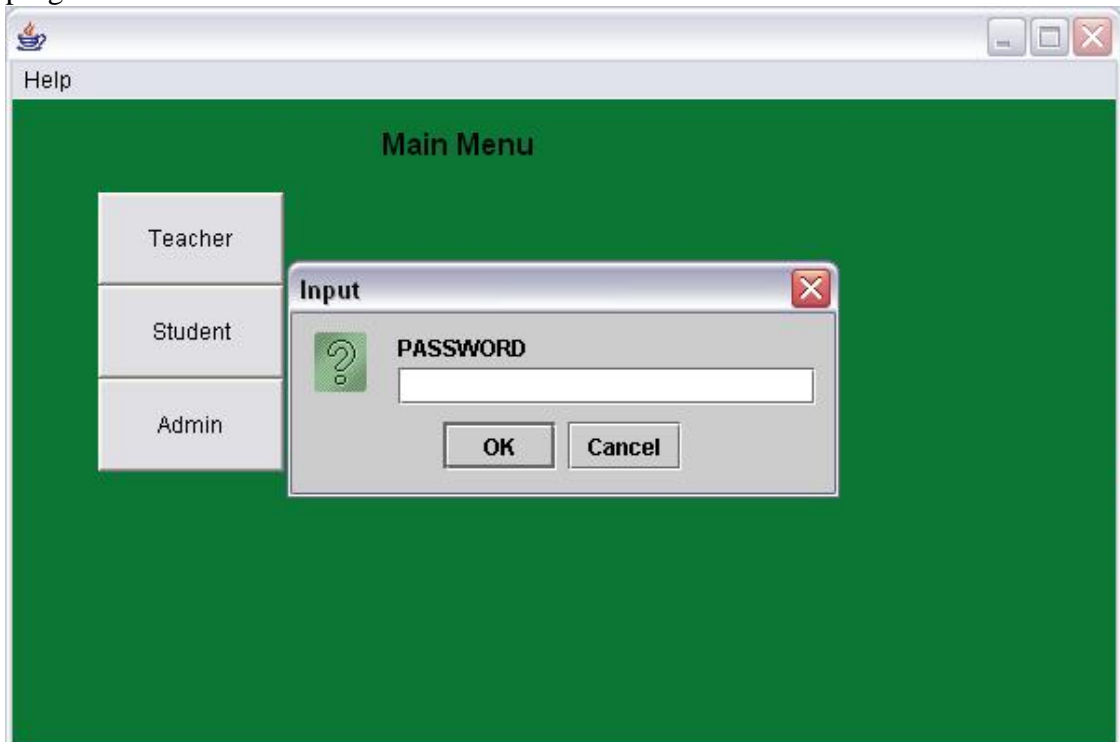 Help
Main Menu
Teacher
Input
Student
PASSWORD
Admin
OK Cancel